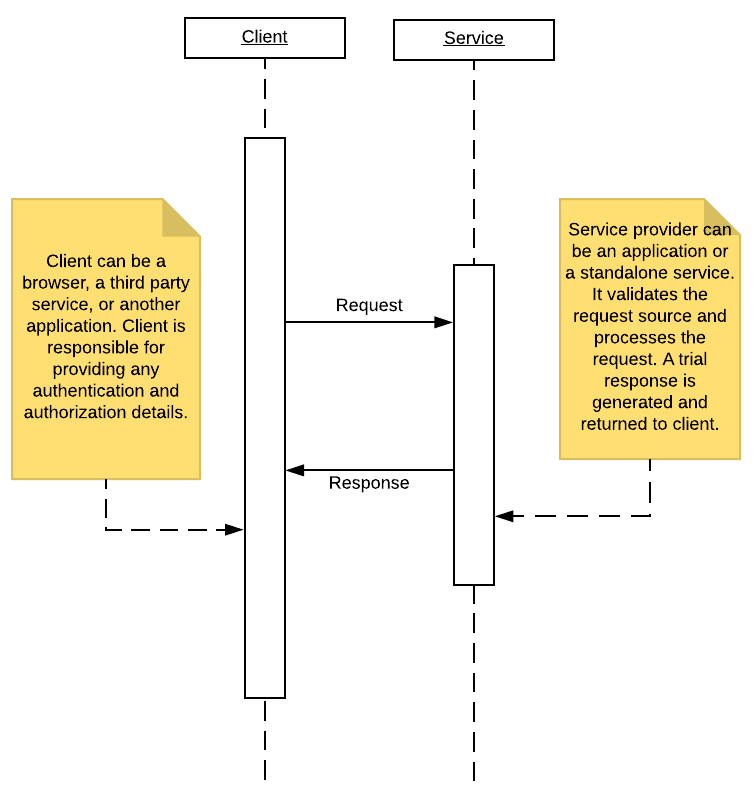 Client
Service
Client can be a
browser, a third party
service, or another
application. Client is
responsible for
providing any
authentication and
authorization details.
Request
Response
Service provider can
be an application or
a standalone service.
It validates the
request source and
processes the
request. A trial
response is
generated and
returned to client.